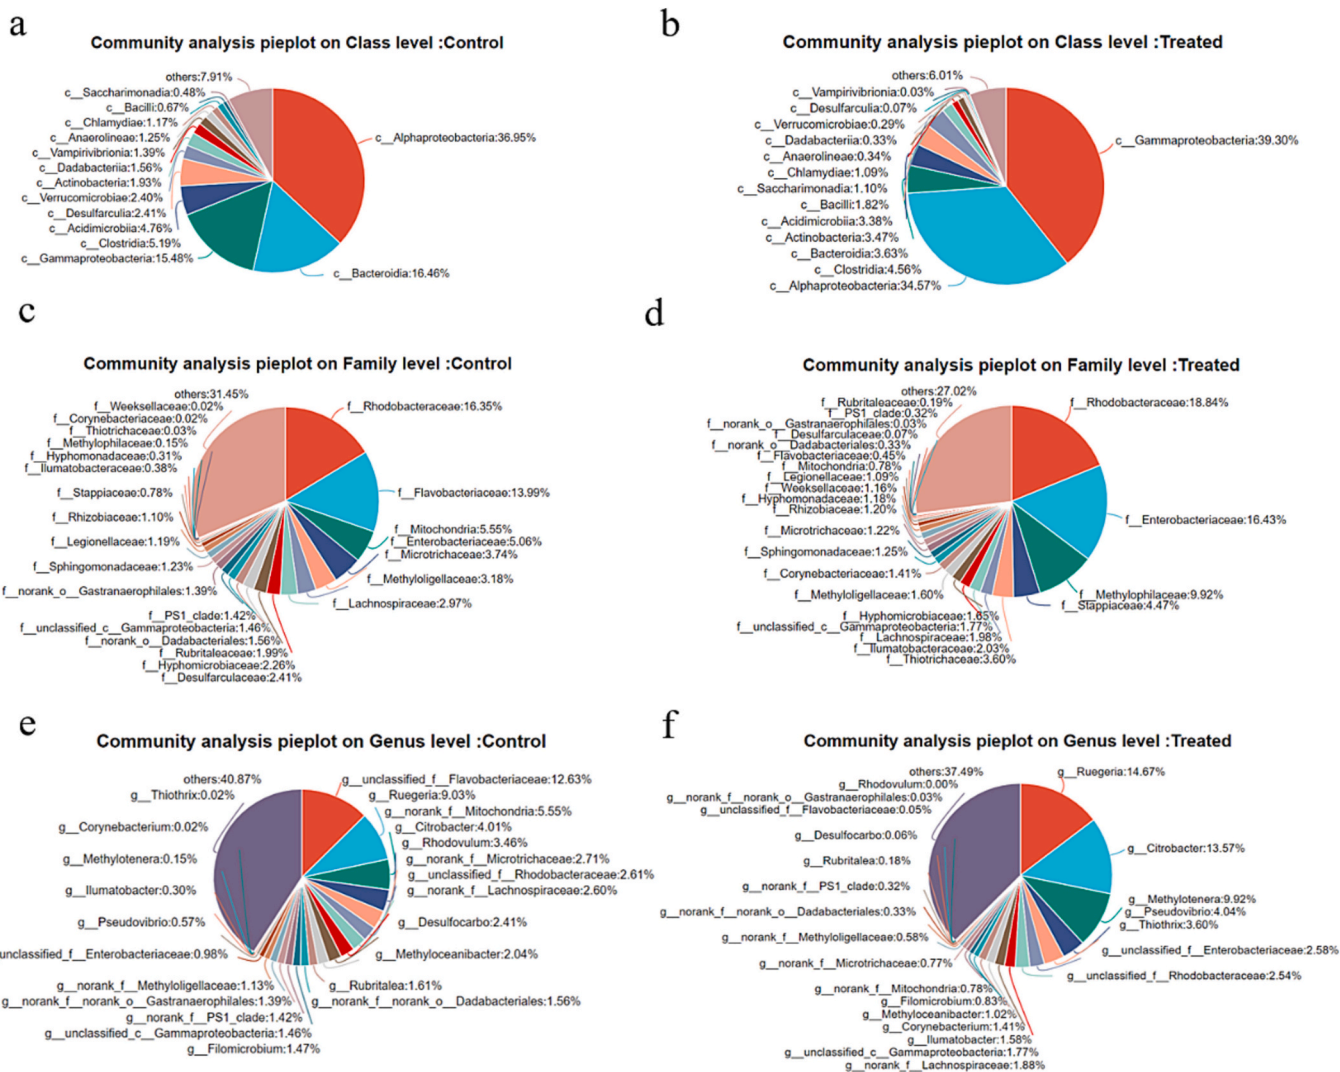 a
Community analysis pieplot on Class level :Control
others:7.91%
c__Saccharimonadia:0.48%
c__Bacilli:0.67%
c__Chlamydiae:1.17%
c__Anaerolineae:1.25%
c__Vampirivibrionia:1.39%
c__Dadabacteriia:1.56%
c__Actinobacteria:1.93%
c__Verrucomicrobiae:2.40%
c__Desulfarculia:2.41%
c__Acidimicrobiia:4.76%
c__Clostridia:5.19%
c__Gammaproteobacteria:15.48%
c__Alphaproteobacteria:36.95%
c__Bacteroidia:16.46%
b
Community analysis pieplot on Class level :Treated
others:6.01%
c__Vampirivibrionia:0.03%
c__Desulfarculia:0.07%
c__Verrucomicrobiae:0.29%
c__Dadabacteriia:0.33%
c__Anaerolineae:0.34%
c__Chlamydiae:1.09%
c__Saccharimonadia:1.10%
c__Bacilli:1.82%
c__Acidimicrobiia:3.38%
c__Actinobacteria:3.47%
c__Bacteroidia:3.63%
c__Clostridia:4.56%
c__Alphaproteobacteria:34.57%
c__Gammaproteobacteria:39.30%
c
Community analysis pieplot on Family level :Control
others:31.45%
f__Weeksellaceae:0.02%
f__Corynebacteriaceae:0.02%
f__Thiotrichaceae:0.03%
f__Methylophilaceae:0.15%
f__Hyphomonadaceae:0.31%
f__Ilumatobacteraceae:0.38%
f__Stappiaceae:0.78%
f__Rhizobiaceae:1.10%
f__Legionellaceae:1.19%
f__Sphingomonadaceae:1.23%
f__norank_o__Gastranaerophilales:1.39%
f__PS1_clade:1.42%
f__unclassified_c__Gammaproteobacteria:1.46%
f__norank_o__Dadabacteriales:1.56%
f__Rubritaleaceae:1.99%
f__Hyphomicrobiaceae:2.26%
f__Desulfarculaceae:2.41%
f__Rhodobacteraceae:16.35%
f__Flavobacteriaceae:13.99%
f__Mitochondria:5.55%
f__Enterobacteriaceae:5.06%
f__Microtrichaceae:3.74%
f__Methyloligellaceae:3.18%
f__Lachnospiraceae:2.97%
d
Community analysis pieplot on Family level :Treated
others:27.02%
f__Rubritaleaceae:0.19%
f__PS1_clade:0.32%
f__norank_o__Gastranaerophilales:0.03%
f__Desulfarculaceae:0.07%
f__norank_o__Dadabacteriales:0.33%
f__Flavobacteriaceae:0.45%
f__Mitochondria:0.78%
f__Legionellaceae:1.09%
f__Weeksellaceae:1.16%
f__Hyphomonadaceae:1.18%
f__Rhizobiaceae:1.20%
f__Microtrichaceae:1.22%
f__Sphingomonadaceae:1.25%
f__Corynebacteriaceae:1.41%
f__Methyloligellaceae:1.60%
f__Hyphomicrobiaceae:1.65%
f__unclassified_c__Gammaproteobacteria:1.77%
f__Lachnospiraceae:1.98%
f__Ilumatobacteraceae:2.03%
f__Thiotrichaceae:3.60%
f__Rhodobacteraceae:18.84%
f__Enterobacteriaceae:16.43%
f__Methylophilaceae:9.92%
f__Stappiaceae:4.47%
e
Community analysis pieplot on Genus level :Control
others:40.87%
g__Thiothrix:0.02%
g__Corynebacterium:0.02%
g__Methylotenera:0.15%
g__Ilumatobacter:0.30%
g__Pseudovibrio:0.57%
unclassified_f__Enterobacteriaceae:0.98%
g__norank_f__Methyloligellaceae:1.13%
g__norank_f__norank_o__Gastranaerophilales:1.39%
g__norank_f__PS1_clade:1.42%
g__unclassified_c__Gammaproteobacteria:1.46%
g__Filomicrobium:1.47%
g__unclassified_f__Flavobacteriaceae:12.63%
g__Ruegeria:9.03%
g__norank_f__Mitochondria:5.55%
g__Citrobacter:4.01%
g__Rhodovulum:3.46%
g__norank_f__Microtrichaceae:2.71%
g__unclassified_f__Rhodobacteraceae:2.61%
g__norank_f__Lachnospiraceae:2.60%
g__Desulfocarbo:2.41%
g__Methyloceanibacter:2.04%
g__Rubritalea:1.61%
g__norank_f__norank_o__Dadabacteriales:1.56%
f
Community analysis pieplot on Genus level :Treated
others:37.49%
g__Rhodovulum:0.00%
g__norank_f__norank_o__Gastranaerophilales:0.03%
g__unclassified_f__Flavobacteriaceae:0.05%
g__Desulfocarbo:0.06%
g__Rubritalea:0.18%
g__norank_f__PS1_clade:0.32%
g__norank_f__norank_o__Dadabacteriales:0.33%
g__norank_f__Methyloligellaceae:0.58%
g__norank_f__Microtrichaceae:0.77%
g__norank_f__Mitochondria:0.78%
g__Filomicrobium:0.83%
g__Methyloceanibacter:1.02%
g__Corynebacterium:1.41%
g__Ilumatobacter:1.58%
g__unclassified_c__Gammaproteobacteria:1.77%
g__norank_f__Lachnospiraceae:1.88%
g__Ruegeria:14.67%
g__Citrobacter:13.57%
g__Methylotenera:9.92%
g__Pseudovibrio:4.04%
g__Thiothrix:3.60%
g__unclassified_f__Enterobacteriaceae:2.58%
g__unclassified_f__Rhodobacteraceae:2.54%